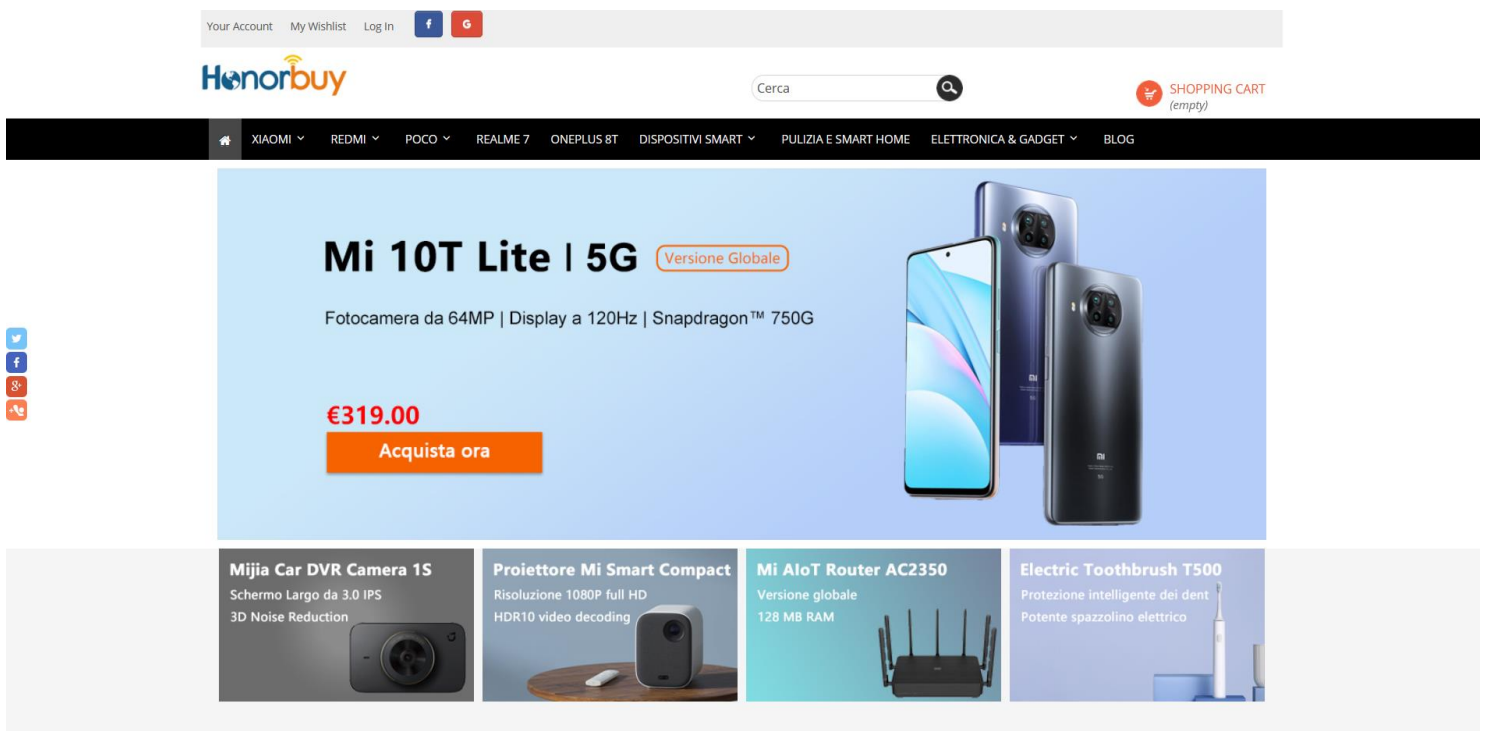 Your Account My Wishlist Log In
Honorbuy
Cerca
SHOPPING CART
(empty)
XIAOMI REDMI POCO REALME 7 ONEPLUS 8T DISPOSITIVI SMART PULIZIA E SMART HOME ELETTRONICA & GADGET BLOG
Mi 10T Lite | 5G Versione Globale
Fotocamera da 64MP | Display a 120Hz | Snapdragon™ 750G
€319.00
Acquista ora
Mijia Car DVR Camera 1S
Schermo Largo da 3.0 IPS
3D Noise Reduction
Proiettore Mi Smart Compact
Risoluzione 1080P full HD
HDR10 video decoding
Mi AIoT Router AC2350
Versione globale
128 MB RAM
Electric Toothbrush T500
Protezione intelligente dei dent
Potente spazzolino elettrico